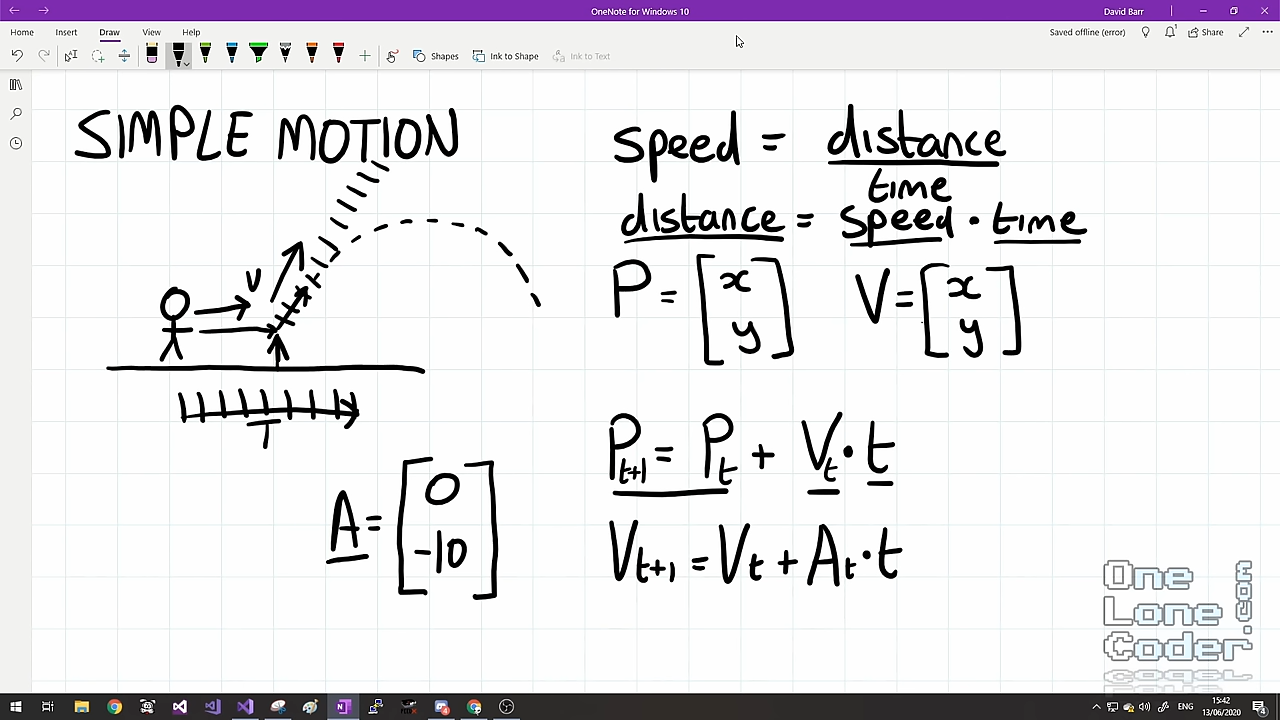 OneNote for Windows 10
David Barr
Home Insert Draw View Help
Saved offline (error)
Share
Shapes
Ink to Shape
Ink to Text
SIMPLE MOTION
speed = distance
time
distance = speed · time
P = [x y]
V = [x y]
V
T
A = [0 -10]
Pt+1 = Pt + Vt · t
Vt+1 = Vt + At · t
One
Lone
Coder
.com
15:42
13/06/2020